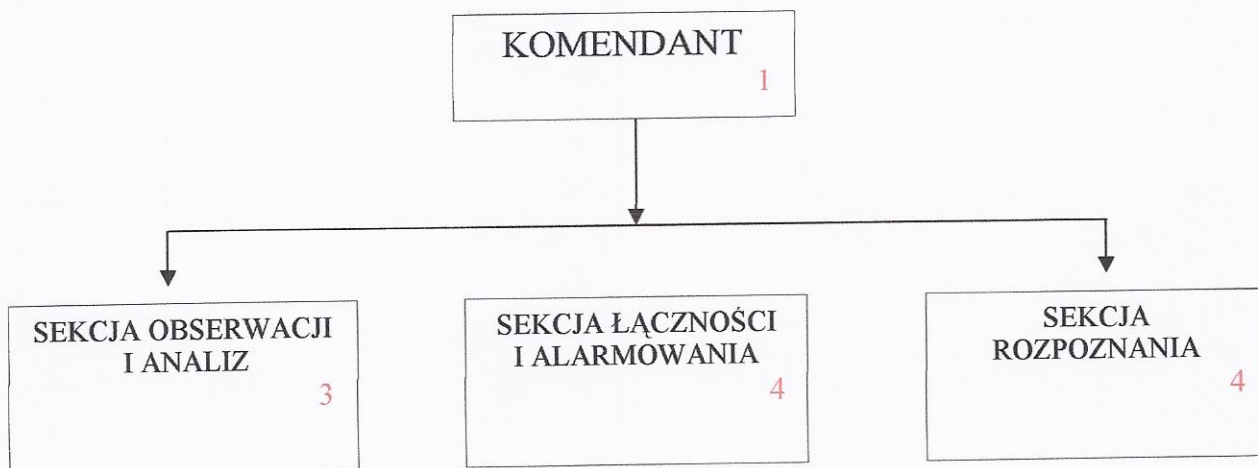 KOMENDANT
1
SEKCJA OBSERWACJI
I ANALIZ
3
SEKCJA ŁĄCZNOŚCI
I ALARMOWANIA
4
SEKCJA
ROZPOZNANIA
4